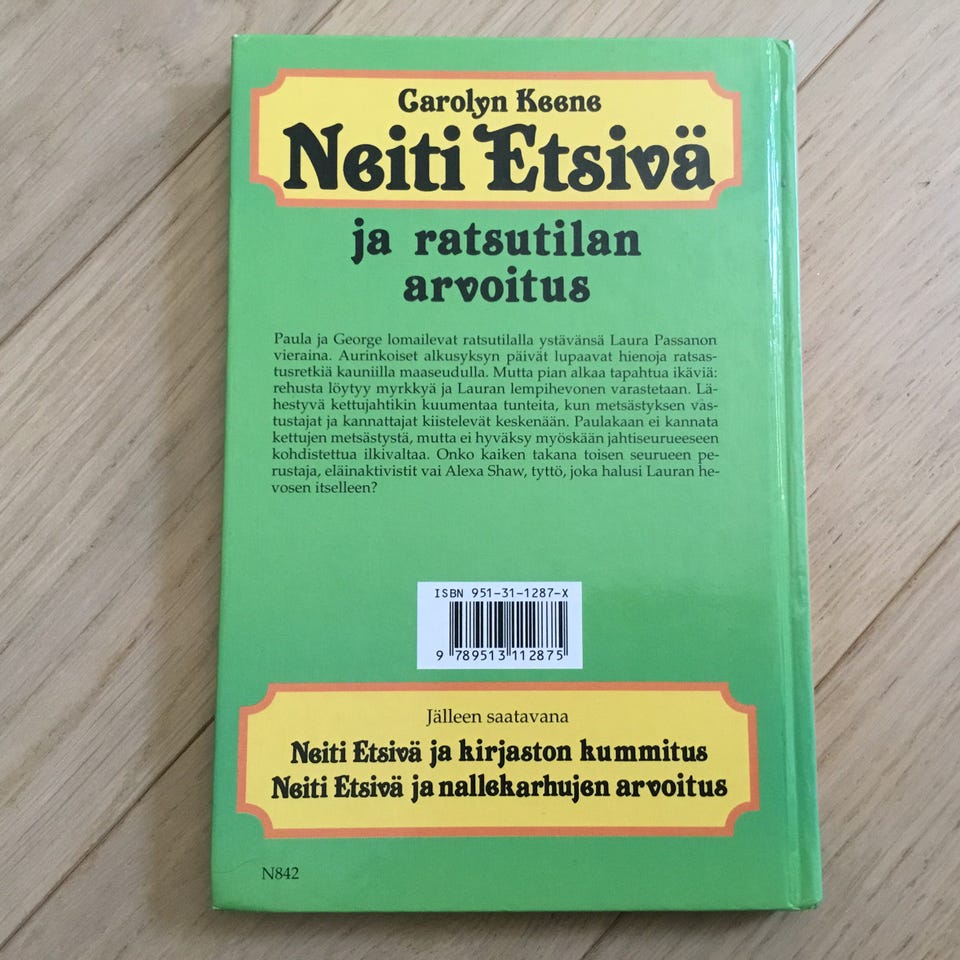 Carolyn Keene
Neiti Etsivä
ja ratsutilan
arvoitus
Paula ja George lomailevat ratsutilalla ystävänsä Laura Passanon
vieraina. Aurinkoiset alkusyksyn päivät lupaavat hienoja ratsas-
tusretkiä kauniilla maaseudulla. Mutta pian alkaa tapahtua ikäviä:
rehusta löytyy myrkkyä ja Lauran lempihevonen varastetaan. Lä-
hestyvä kettujahtikin kuumentaa tunteita, kun metsästyksen vas-
tustajat ja kannattajat kiistelevät keskenään. Paulakaan ei kannata
kettujen metsästystä, mutta ei hyväksy myöskään jahtiseurueeseen
kohdistettua ilkivaltaa. Onko kaiken takana toisen seurueen pe-
rustaja, eläinaktivistit vai Alexa Shaw, tyttö, joka halusi Lauran he-
vosen itselleen?
ISBN 951-31-1287-X
9 789513 112875
Jälleen saatavana
Neiti Etsivä ja kirjaston kummitus
Neiti Etsivä ja nallekarhujen arvoitus
N842